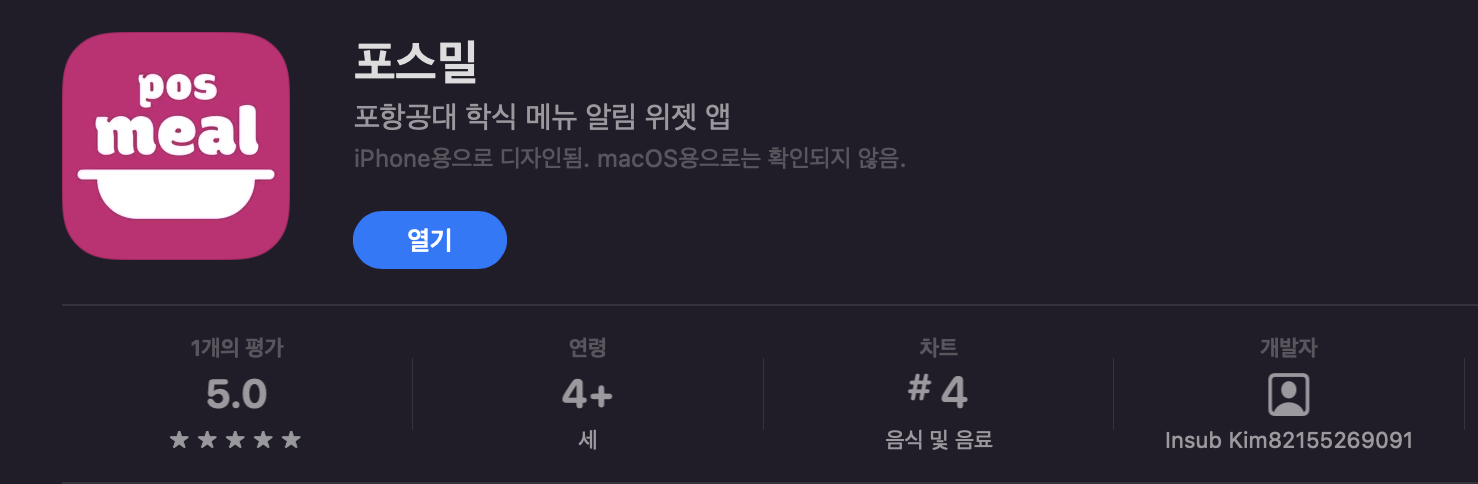 pos
meal
포스밀
포항공대 학식 메뉴 알림 위젯 앱
iPhone용으로 디자인됨. macOS용으로는 확인되지 않음.
열기
1개의 평가
5.0
★ ★ ★ ★ ★
연령
4+
세
차트
# 4
음식 및 음료
개발자
Insub Kim82155269091